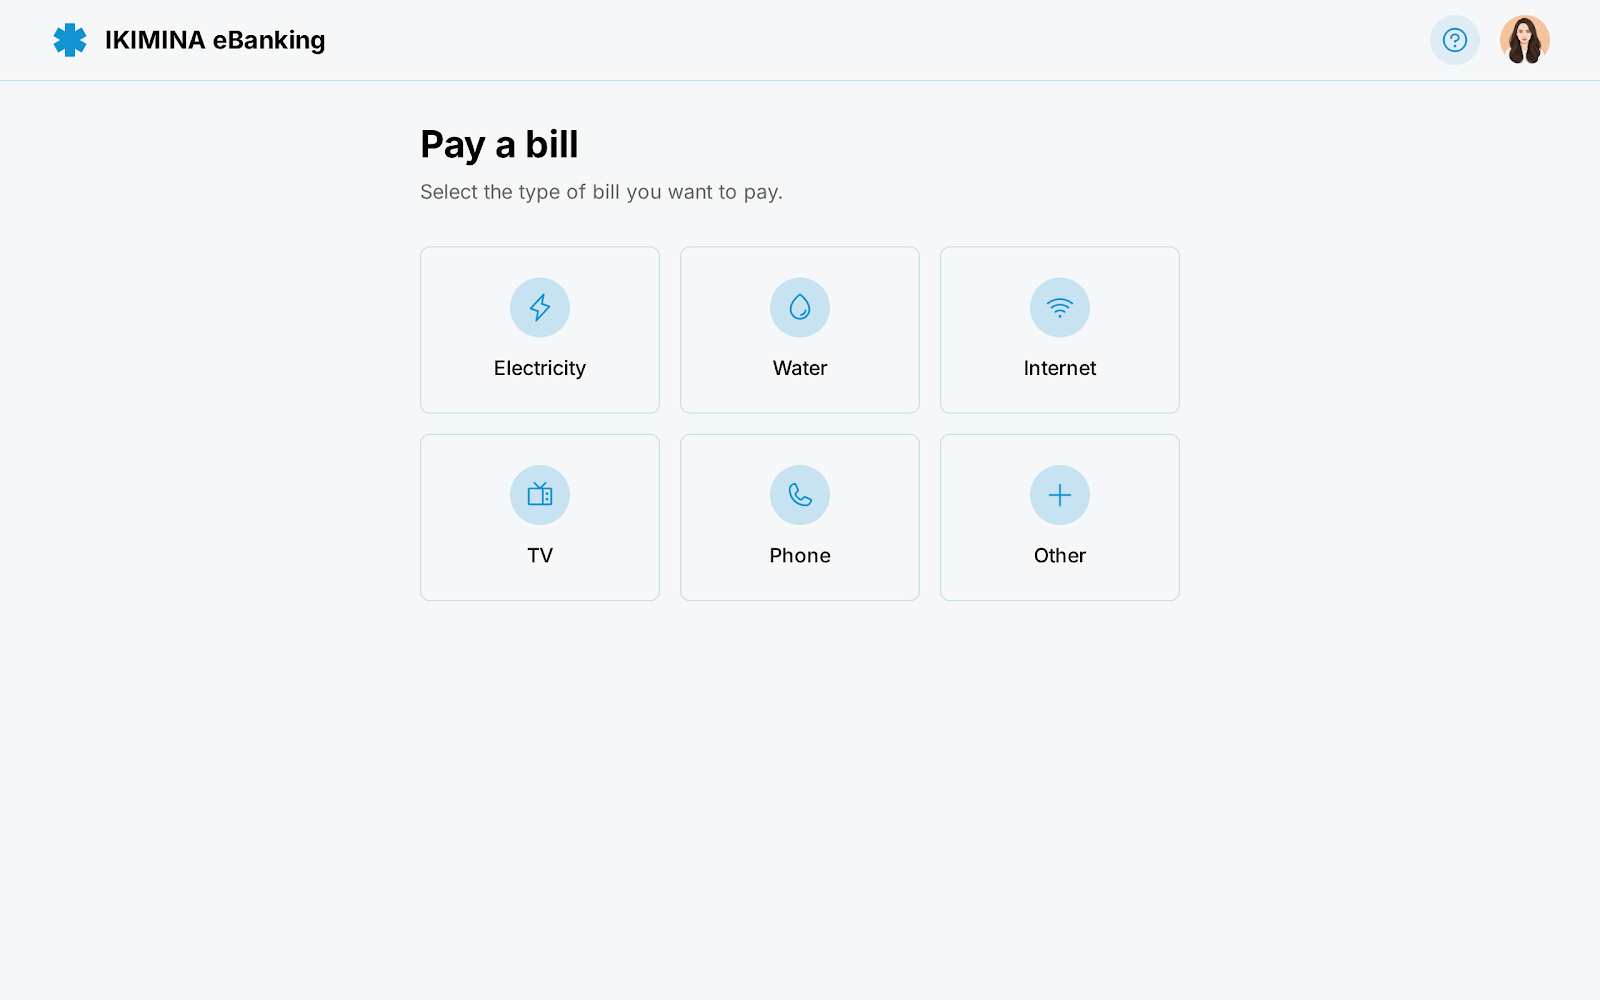 IKIMINA eBanking
Pay a bill
Select the type of bill you want to pay.
Electricity
Water
Internet
TV
Phone
Other